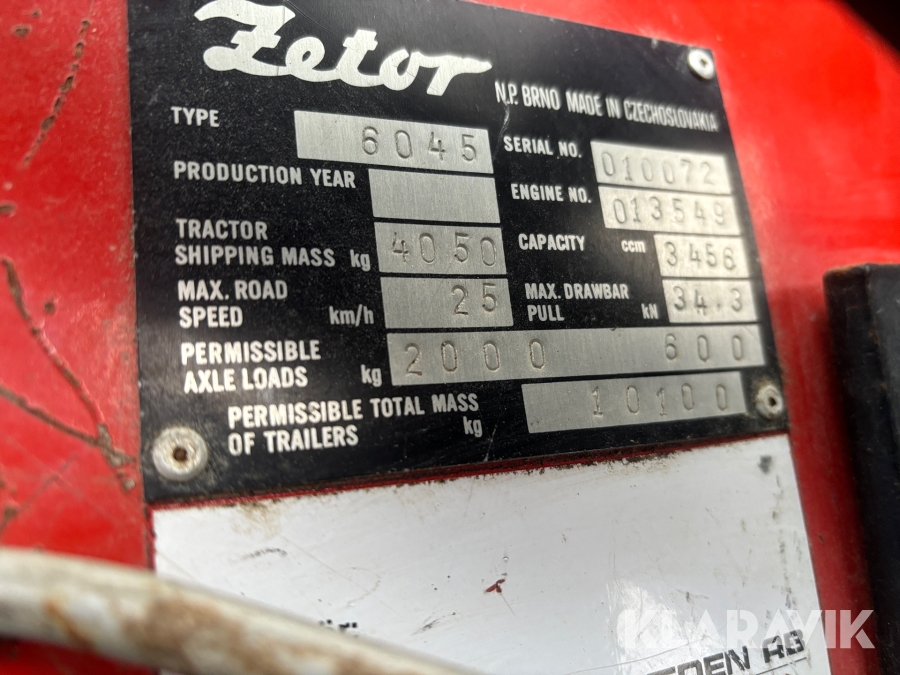 Zetor
N.P. BRNO MADE IN CZECHOSLOVAKIA
TYPE 6045
SERIAL NO. 010072
PRODUCTION YEAR
ENGINE NO. 013549
TRACTOR
SHIPPING MASS kg 4050
CAPACITY ccm 3456
MAX. ROAD
SPEED km/h 25
MAX. DRAWBAR
PULL kN 34.3
PERMISSIBLE
AXLE LOADS kg 2000 600
PERMISSIBLE TOTAL MASS
OF TRAILERS kg 10100
KLARAVIK
AB